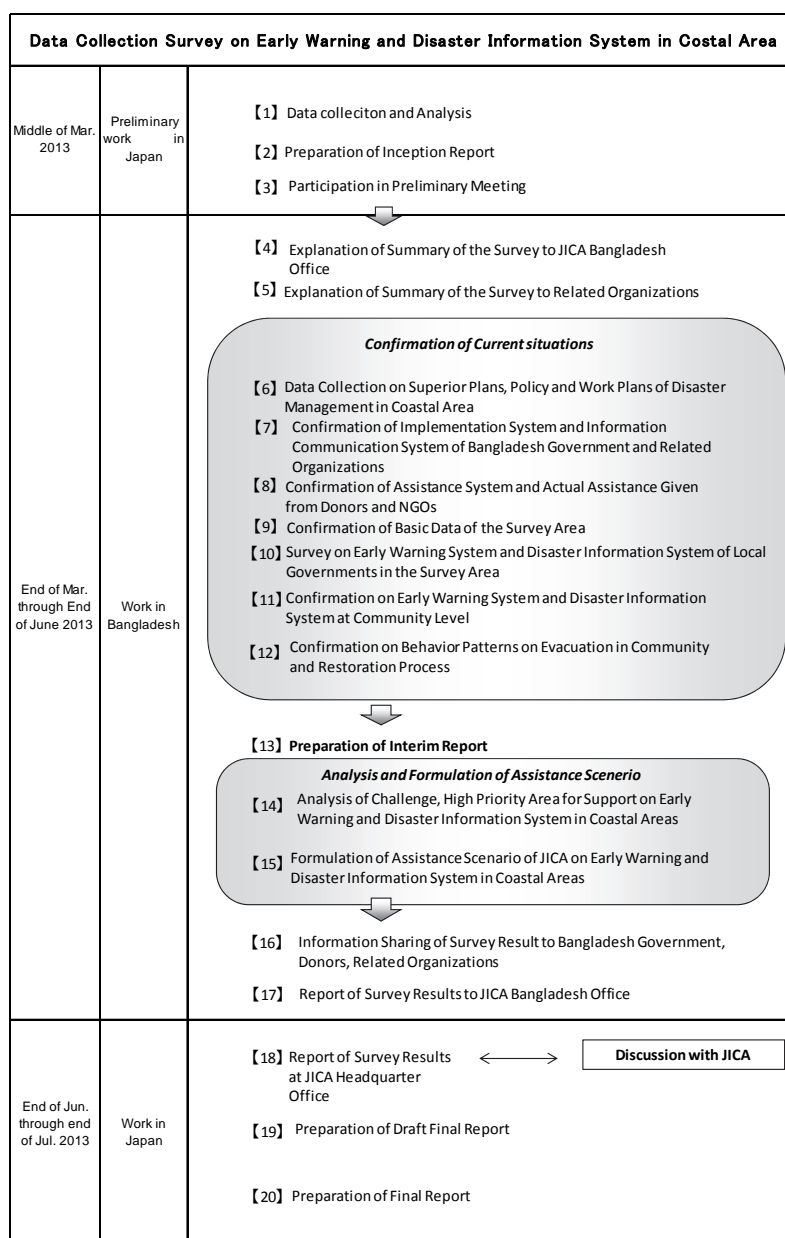 Data Collection Survey on Early Warning and Disaster Information System in Costal Area
Middle of Mar.
2013
Preliminary
work in
Japan
【1】 Data colleciton and Analysis
【2】 Preparation of Inception Report
【3】 Participation in Preliminary Meeting
End of Mar.
through End
of June 2013
Work in
Bangladesh
【4】 Explanation of Summary of the Survey to JICA Bangladesh
Office
【5】 Explanation of Summary of the Survey to Related Organizations
Confirmation of Current situations
【6】 Data Collection on Superior Plans, Policy and Work Plans of Disaster
Management in Coastal Area
【7】 Confirmation of Implementation System and Information
Communication System of Bangladesh Government and Related
Organizations
【8】 Confirmation of Assistance System and Actual Assistance Given
from Donors and NGOs
【9】 Confirmation of Basic Data of the Survey Area
【10】 Survey on Early Warning System and Disaster Information System of Local
Governments in the Survey Area
【11】 Confirmation on Early Warning System and Disaster Information
System at Community Level
【12】 Confirmation on Behavior Patterns on Evacuation in Community
and Restoration Process
【13】 Preparation of Interim Report
Analysis and Formulation of Assistance Scenerio
【14】 Analysis of Challenge, High Priority Area for Support on Early
Warning and Disaster Information System in Coastal Areas
【15】 Formulation of Assistance Scenario of JICA on Early Warning and
Disaster Information System in Coastal Areas
【16】 Information Sharing of Survey Result to Bangladesh Government,
Donors, Related Organizations
【17】 Report of Survey Results to JICA Bangladesh Office
End of Jun.
through end
of Jul. 2013
Work in
Japan
【18】 Report of Survey Results
at JICA Headquarter
Office
Discussion with JICA
【19】 Preparation of Draft Final Report
【20】 Preparation of Final Report